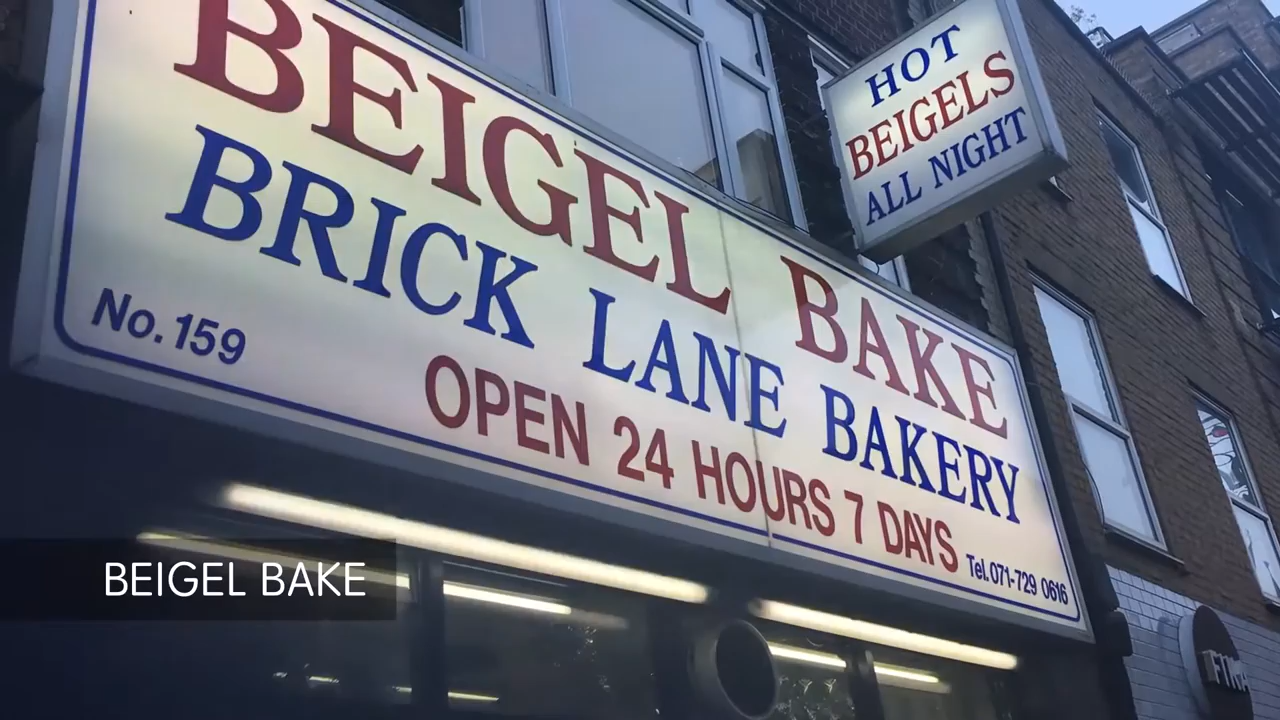 BEIGEL BAKE
BRICK LANE BAKERY
No. 159
OPEN 24 HOURS 7 DAYS
Tel. 071-729 0616
HOT
BEIGELS
ALL NIGHT
BEIGEL BAKE